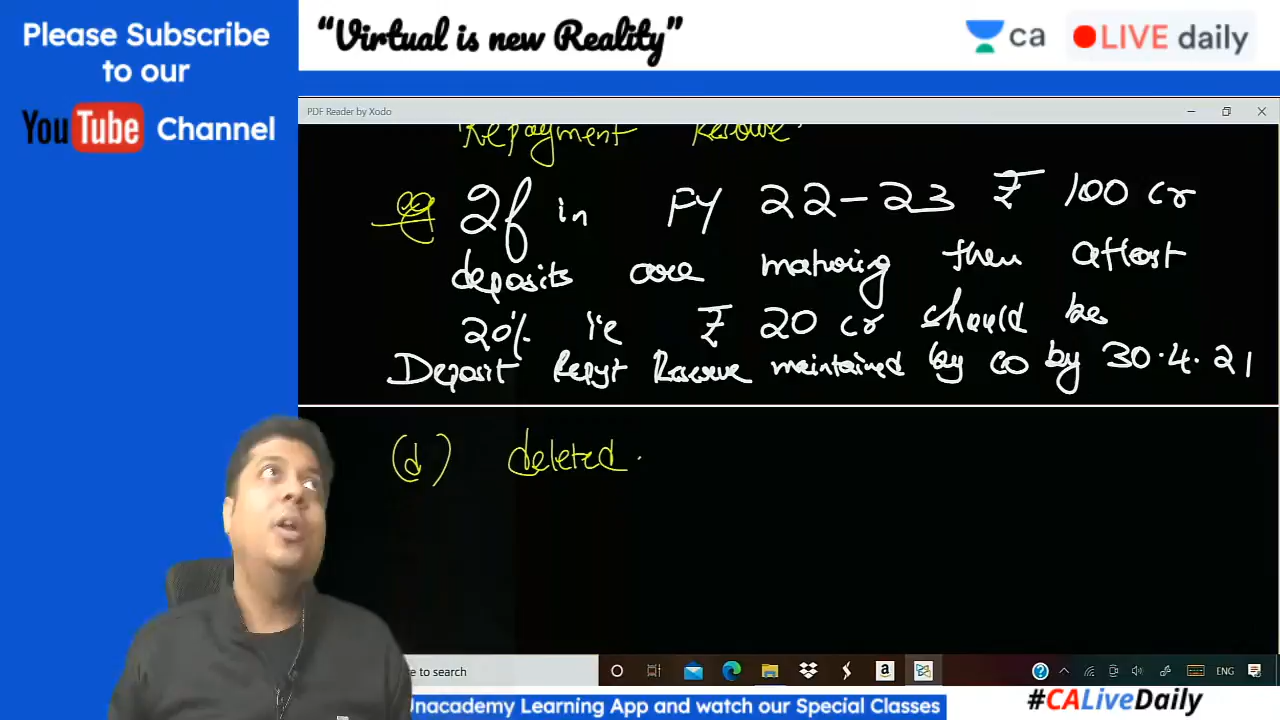 Please Subscribe
to our
YouTube Channel
“Virtual is new Reality”
ca
LIVE daily
PDF Reader by Xodo
Repayment Reserve.
eg If in FY 22-23 ₹ 100 cr
deposits are maturing then atleast
20% ie ₹ 20 cr should be
Deposit Repyt Reserve maintained by co by 30.4.21
(d) deleted.
e to search
ENG
Unacademy Learning App and watch our Special Classes
#CALiveDaily